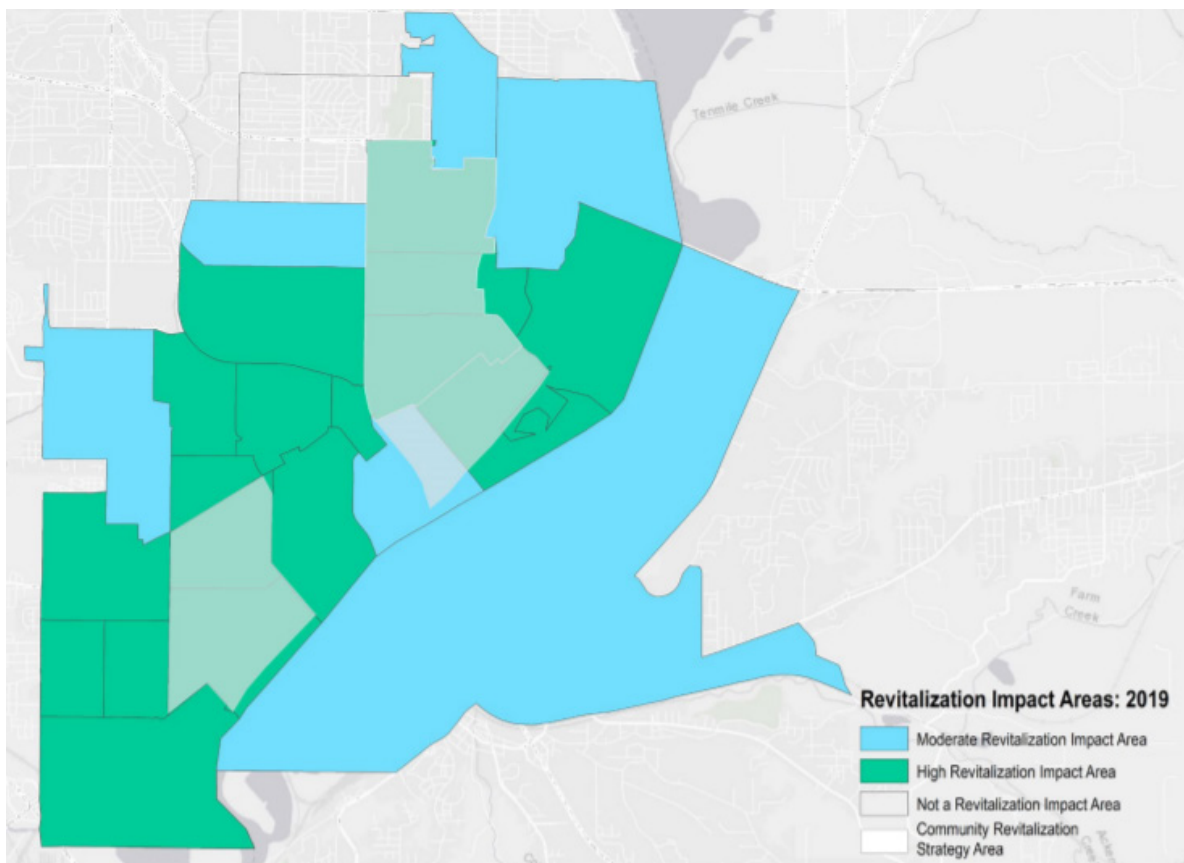 Tenmile Creek
Farm
Creek
Revitalization Impact Areas: 2019
Moderate Revitalization Impact Area
High Revitalization Impact Area
Not a Revitalization Impact Area
Community Revitalization
Strategy Area